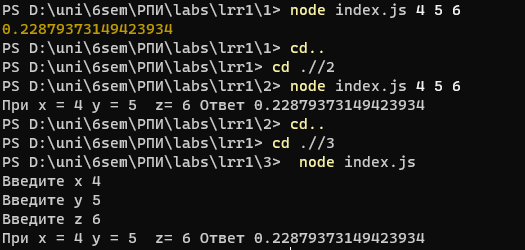 PS D:\uni\6sem\РПИ\labs\lrr1\1> node index.js 4 5 6
0.22879373149423934
PS D:\uni\6sem\РПИ\labs\lrr1\1> cd..
PS D:\uni\6sem\РПИ\labs\lrr1> cd .//2
PS D:\uni\6sem\РПИ\labs\lrr1\2> node index.js 4 5 6
При x = 4 y = 5  z= 6 Ответ 0.22879373149423934
PS D:\uni\6sem\РПИ\labs\lrr1\2> cd..
PS D:\uni\6sem\РПИ\labs\lrr1> cd .//3
PS D:\uni\6sem\РПИ\labs\lrr1\3>  node index.js
Введите x 4
Введите y 5
Введите z 6
При x = 4 y = 5  z= 6 Ответ 0.22879373149423934